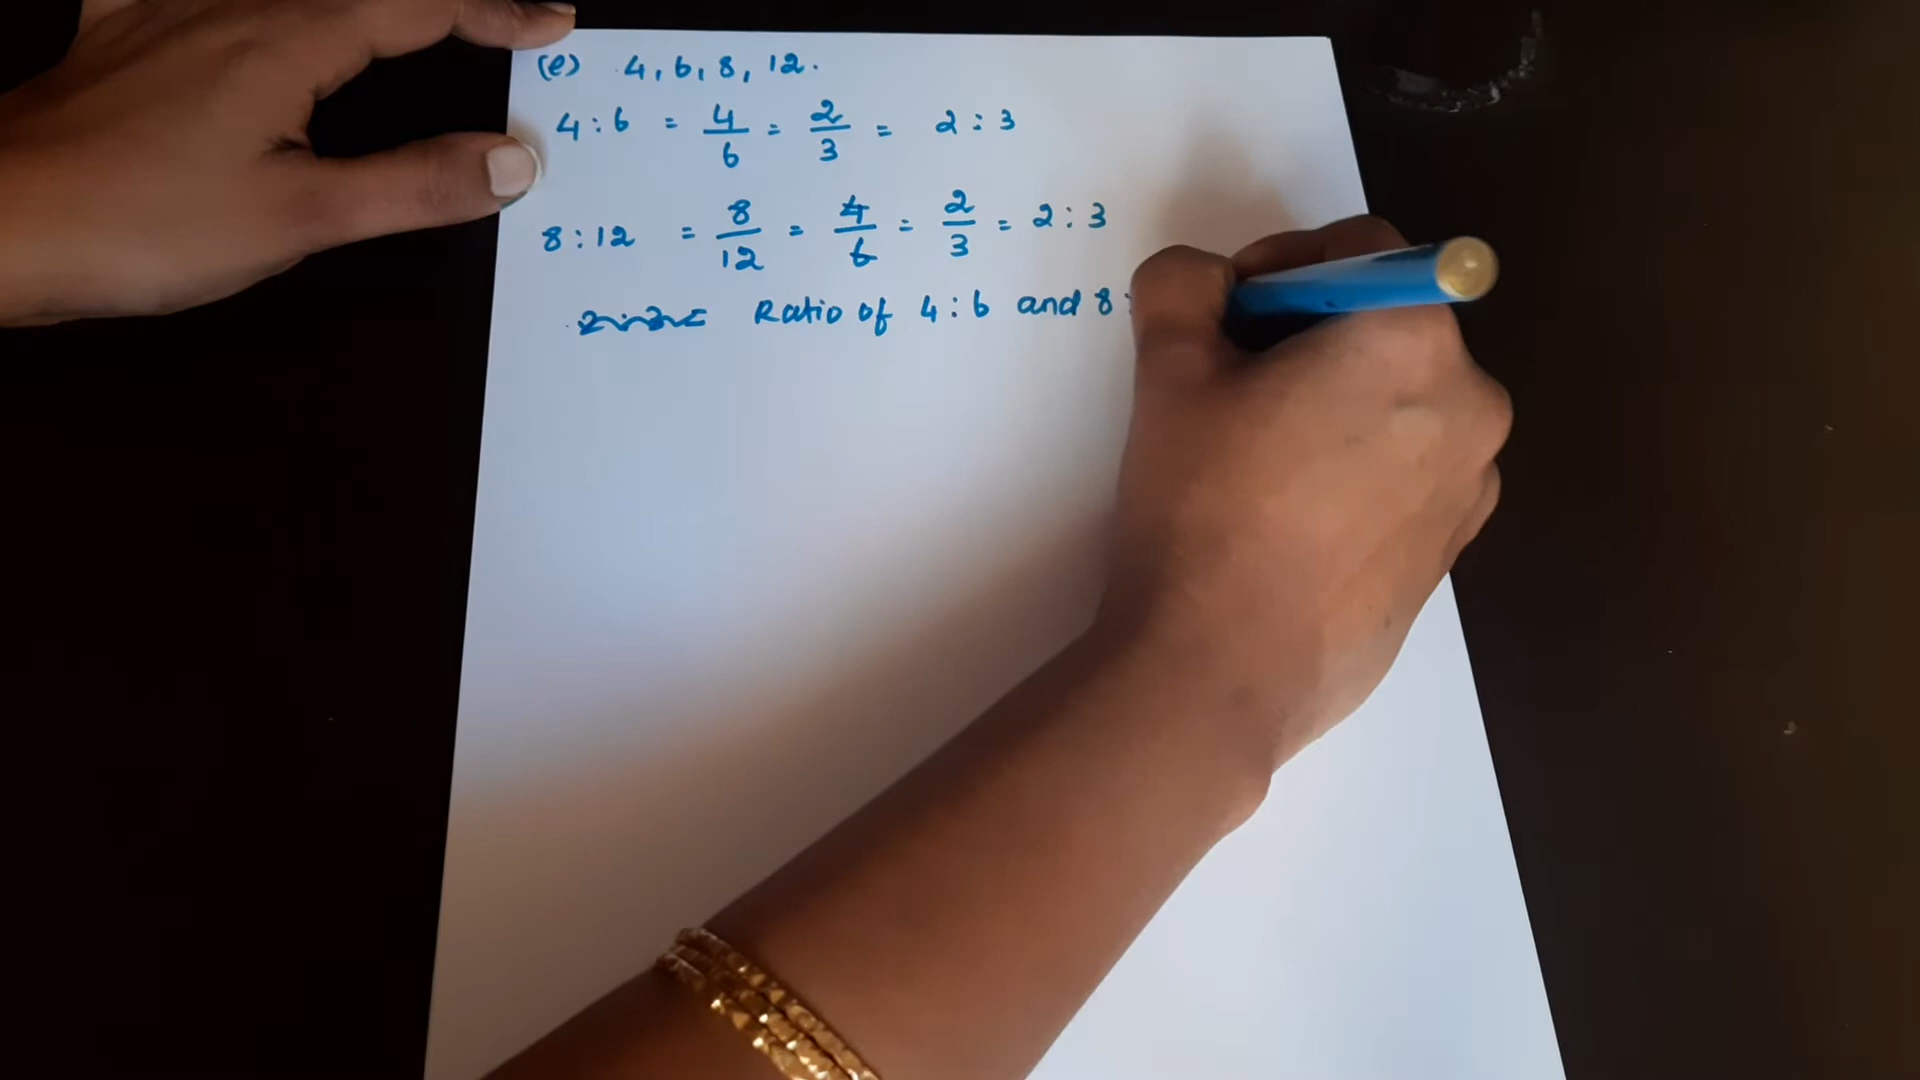 (e) 4, 6, 8, 12.
4 : 6 = 4/6 = 2/3 = 2 : 3
8 : 12 = 8/12 = 4/6 = 2/3 = 2 : 3
Ratio of 4 : 6 and 8 :